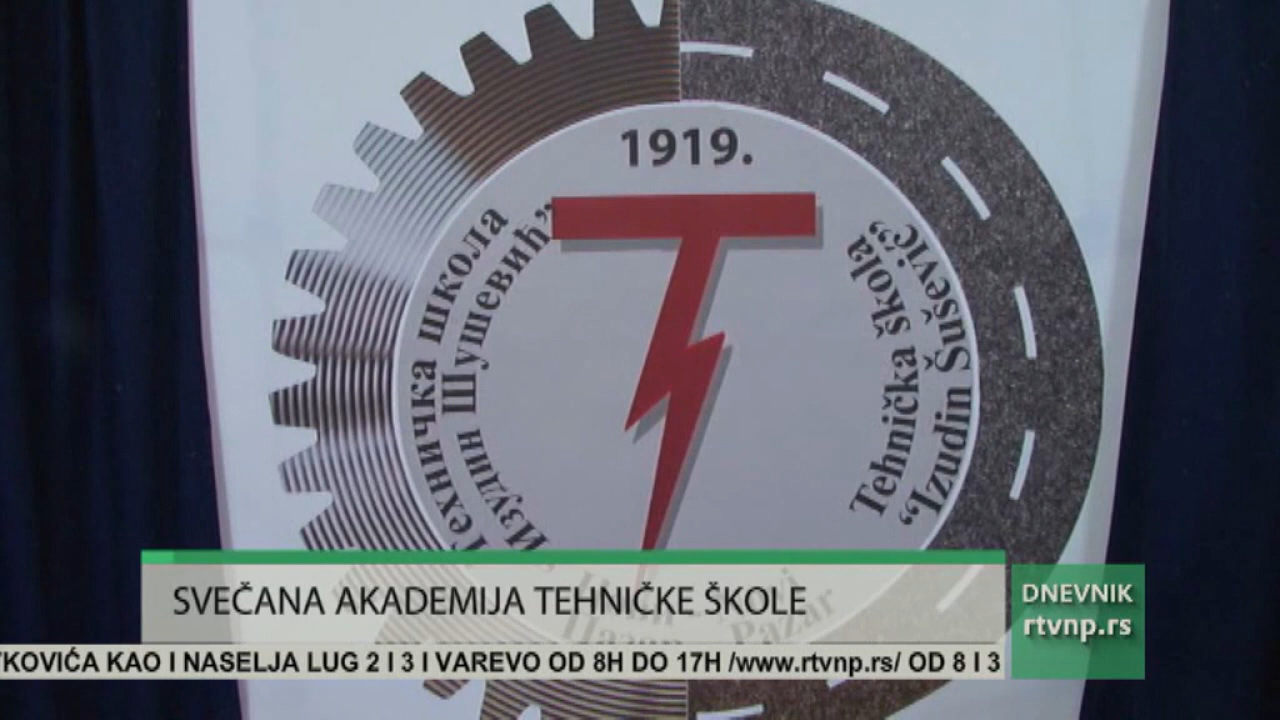 1919.
Техничка школа
Изудин Шушевић”
Tehnička škola
“Izudin Šušević”
Pazar
SVEČANA AKADEMIJA TEHNIČKE ŠKOLE
DNEVNIK
rtvnp.rs
KOVIĆA KAO I NASELJA LUG 2 I 3 I VAREVO OD 8H DO 17H /www.rtvnp.rs/ OD 8 I 3